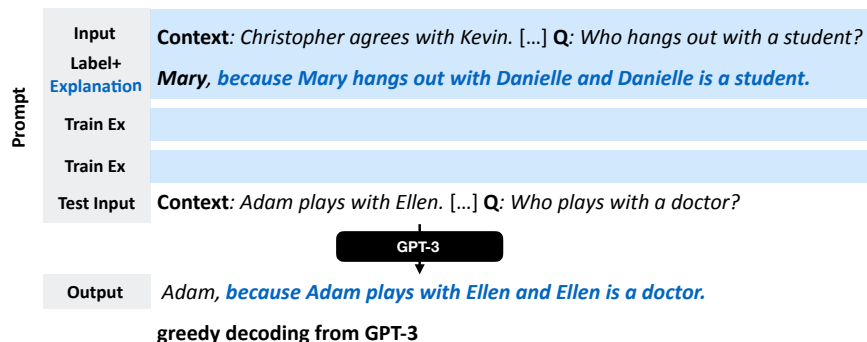 Prompt
Input
Context: Christopher agrees with Kevin. [...] Q: Who hangs out with a student?
Label+
Explanation
Mary, because Mary hangs out with Danielle and Danielle is a student.
Train Ex
Train Ex
Test Input
Context: Adam plays with Ellen. [...] Q: Who plays with a doctor?
GPT-3
Output
Adam, because Adam plays with Ellen and Ellen is a doctor.
greedy decoding from GPT-3